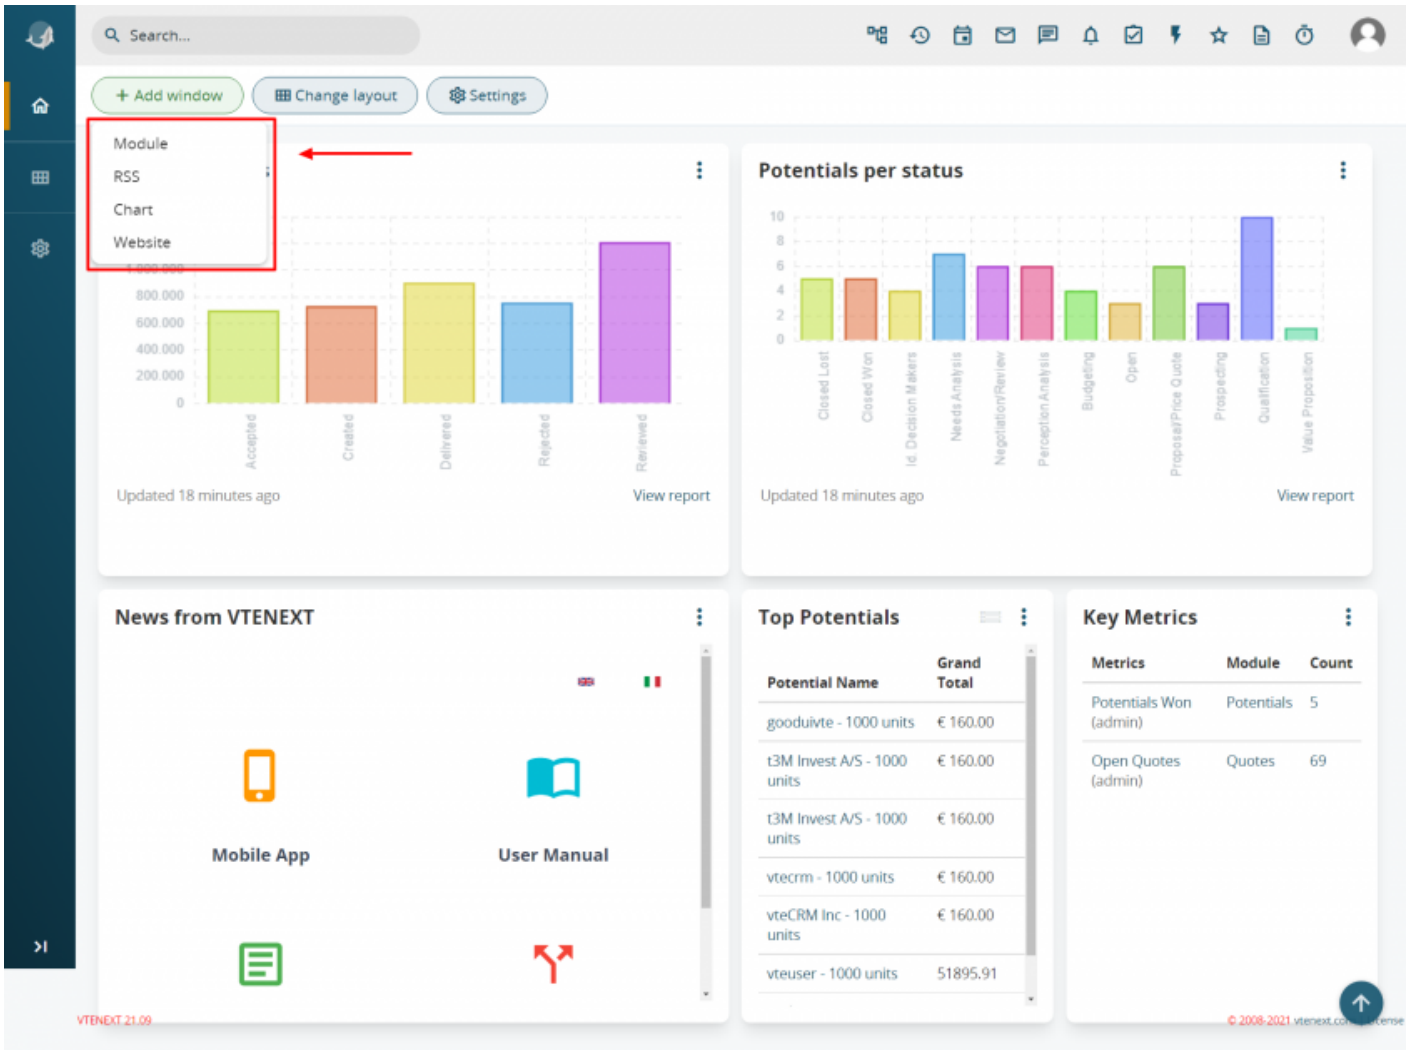 Search...
+ Add window
Change layout
Settings
Module
RSS
Chart
Website
Potentials per status
800.000
600.000
400.000
200.000
0
Accepted
Created
Delivered
Rejected
Reviewed
Updated 18 minutes ago
View report
10
8
6
4
2
0
Closed Lost
Closed Won
Id. Decision Makers
Needs Analysis
Negotiation/Review
Perception Analysis
Budgeting
Open
Proposal/Price Quote
Prospecting
Qualification
Value Proposition
Updated 18 minutes ago
View report
News from VTENEXT
Mobile App
User Manual
Top Potentials
Potential Name
Grand
Total
gooduivte - 1000 units
€ 160.00
t3M Invest A/S - 1000
units
€ 160.00
t3M Invest A/S - 1000
units
€ 160.00
vtecrm - 1000 units
€ 160.00
vteCRM Inc - 1000
units
€ 160.00
vteuser - 1000 units
51895.91
Key Metrics
Metrics
Module
Count
Potentials Won
(admin)
Potentials
5
Open Quotes
(admin)
Quotes
69
VTENEXT 21.09
© 2008-2021 vtenext.com